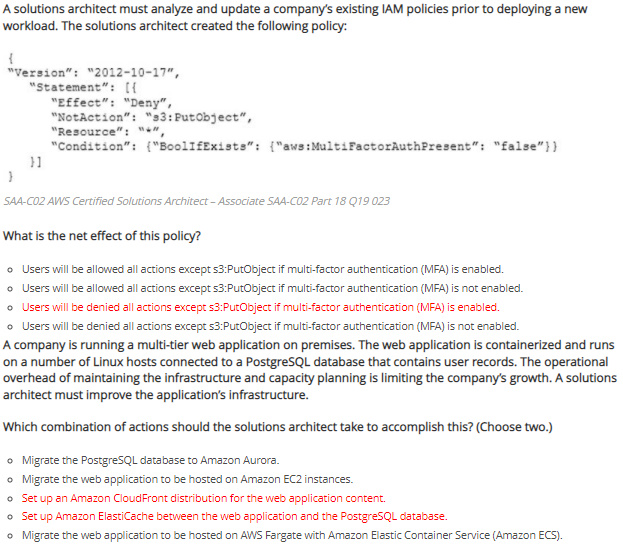 A solutions architect must analyze and update a company's existing IAM policies prior to deploying a new
workload. The solutions architect created the following policy:
{
"Version": "2012-10-17",
"Statement": [{
"Effect": "Deny",
"NotAction": "s3:PutObject",
"Resource": "*",
"Condition": {"BoolIfExists": {"aws:MultiFactorAuthPresent": "false"}}
}]
}
SAA-C02 AWS Certified Solutions Architect – Associate SAA-C02 Part 18 Q19 023
What is the net effect of this policy?
○ Users will be allowed all actions except s3:PutObject if multi-factor authentication (MFA) is enabled.
○ Users will be allowed all actions except s3:PutObject if multi-factor authentication (MFA) is not enabled.
○ Users will be denied all actions except s3:PutObject if multi-factor authentication (MFA) is enabled.
○ Users will be denied all actions except s3:PutObject if multi-factor authentication (MFA) is not enabled.
A company is running a multi-tier web application on premises. The web application is containerized and runs
on a number of Linux hosts connected to a PostgreSQL database that contains user records. The operational
overhead of maintaining the infrastructure and capacity planning is limiting the company's growth. A solutions
architect must improve the application's infrastructure.
Which combination of actions should the solutions architect take to accomplish this? (Choose two.)
○ Migrate the PostgreSQL database to Amazon Aurora.
○ Migrate the web application to be hosted on Amazon EC2 instances.
○ Set up an Amazon CloudFront distribution for the web application content.
○ Set up Amazon ElastiCache between the web application and the PostgreSQL database.
○ Migrate the web application to be hosted on AWS Fargate with Amazon Elastic Container Service (Amazon ECS).